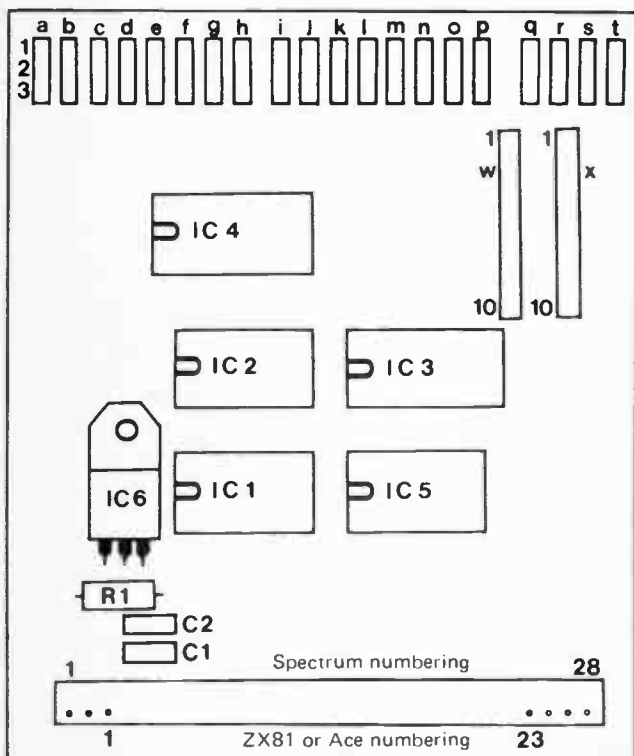 a b c d e f g h i j k l m n o p q r s t
1
2
3
1 1
w x
IC 4
10 10
IC 2 IC 3
IC 1 IC 5
IC6
R1
C2
C1
Spectrum numbering
1 28
1 23
ZX81 or Ace numbering